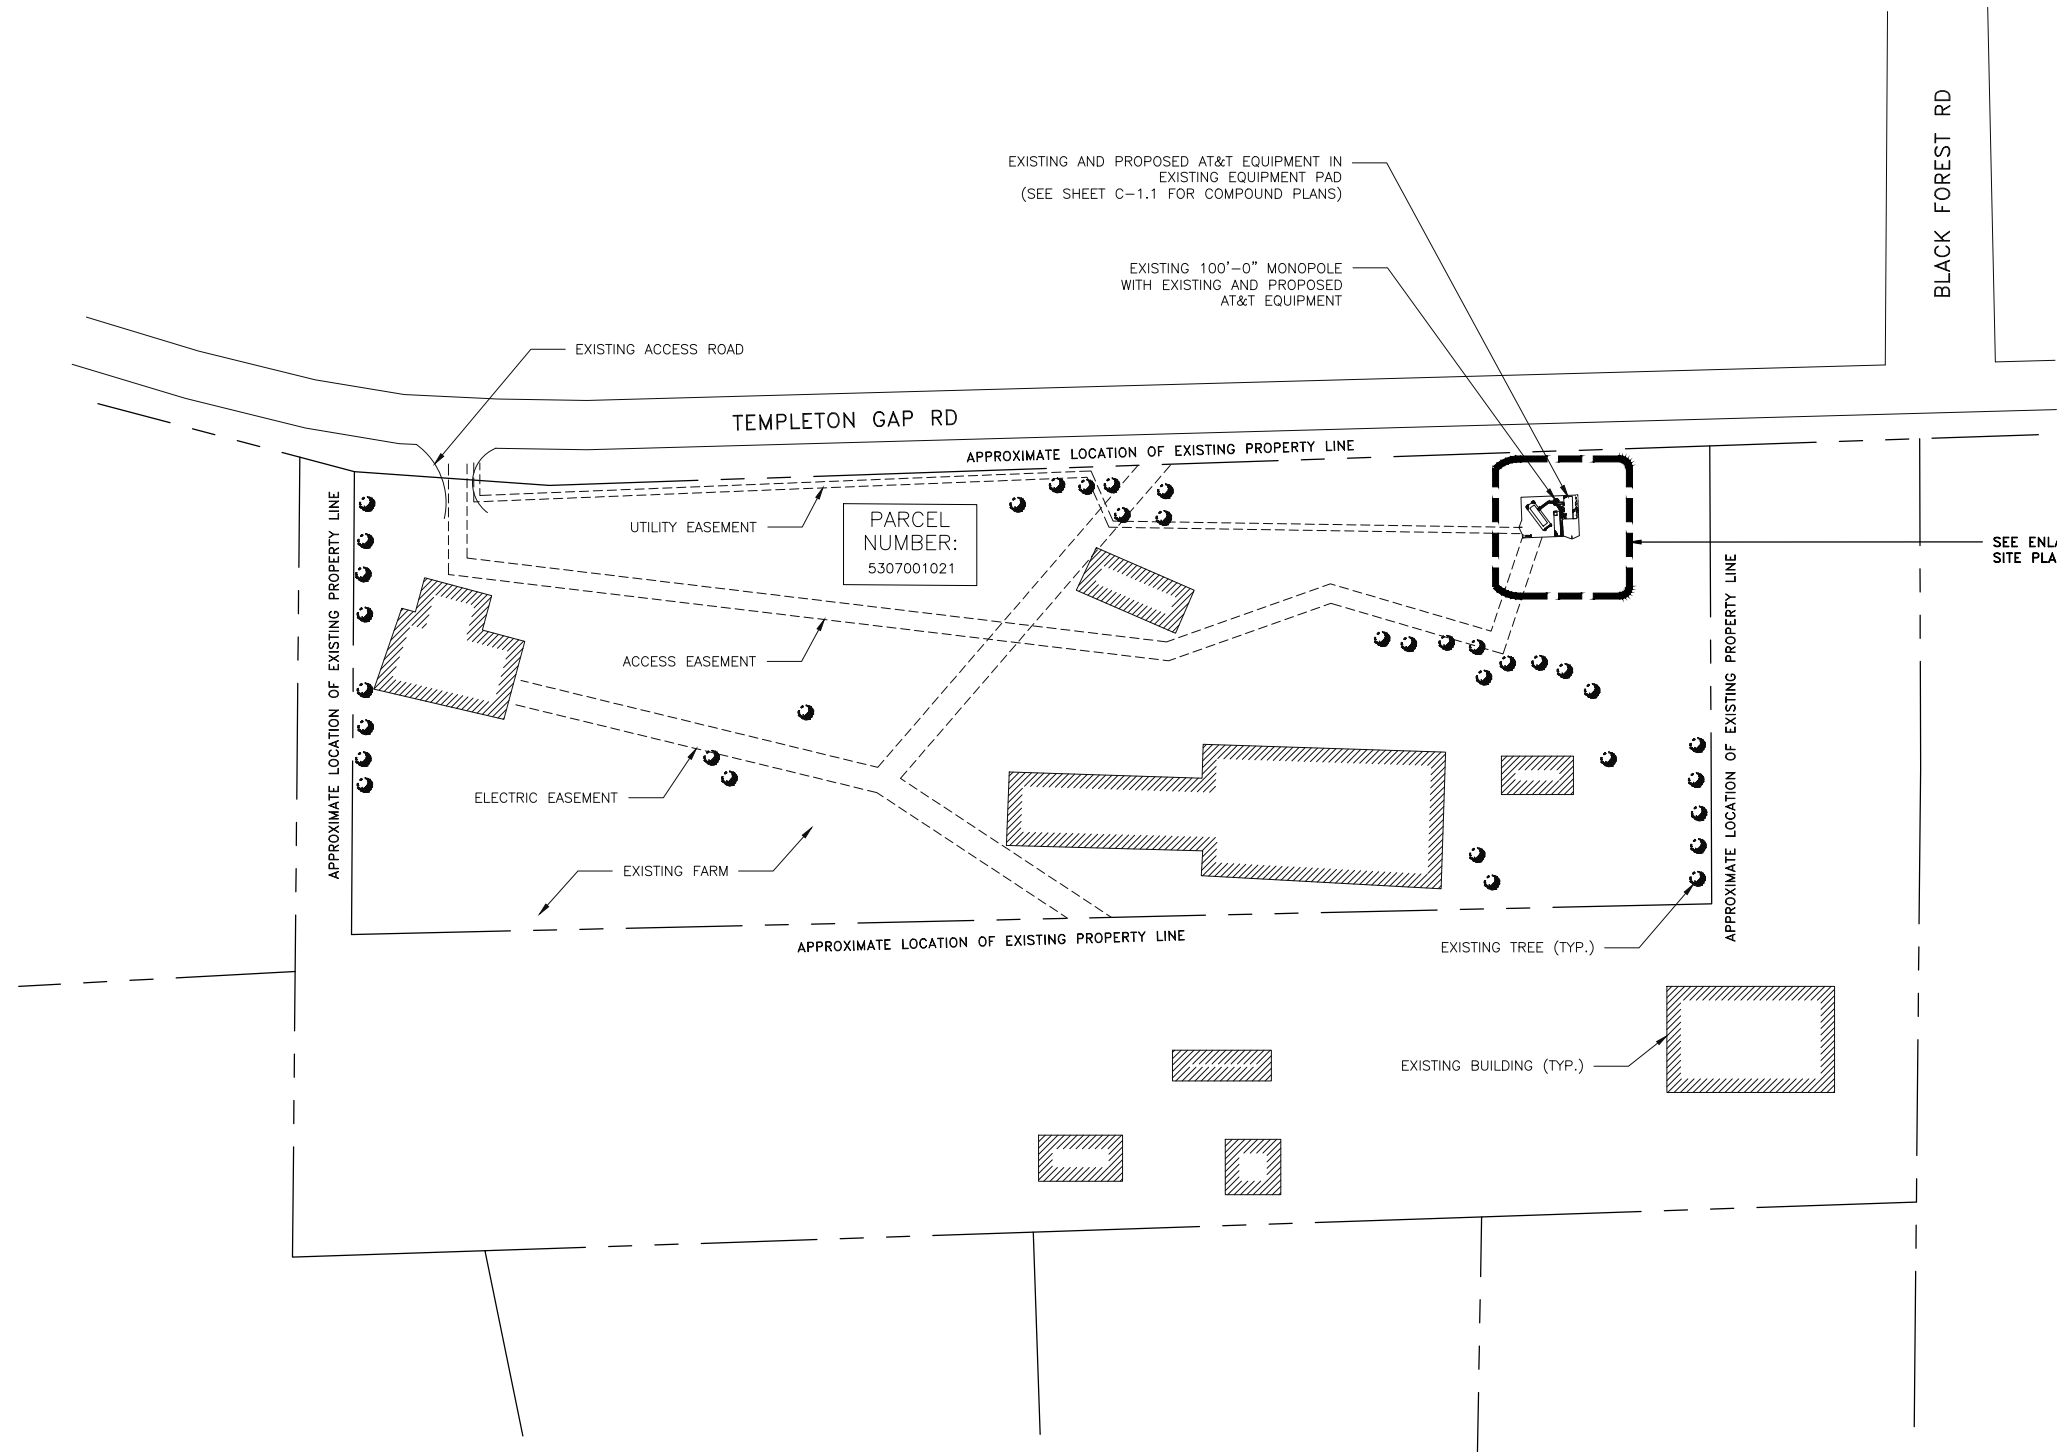 BLACK FOREST RD
EXISTING AND PROPOSED AT&T EQUIPMENT IN
EXISTING EQUIPMENT PAD
(SEE SHEET C-1.1 FOR COMPOUND PLANS)
EXISTING 100'-0" MONOPOLE
WITH EXISTING AND PROPOSED
AT&T EQUIPMENT
EXISTING ACCESS ROAD
TEMPLETON GAP RD
APPROXIMATE LOCATION OF EXISTING PROPERTY LINE
APPROXIMATE LOCATION OF EXISTING PROPERTY LINE
UTILITY EASEMENT
PARCEL
NUMBER:
5307001021
SEE ENLA
SITE PLA
APPROXIMATE LOCATION OF EXISTING PROPERTY LINE
ACCESS EASEMENT
ELECTRIC EASEMENT
EXISTING FARM
APPROXIMATE LOCATION OF EXISTING PROPERTY LINE
EXISTING TREE (TYP.)
EXISTING BUILDING (TYP.)